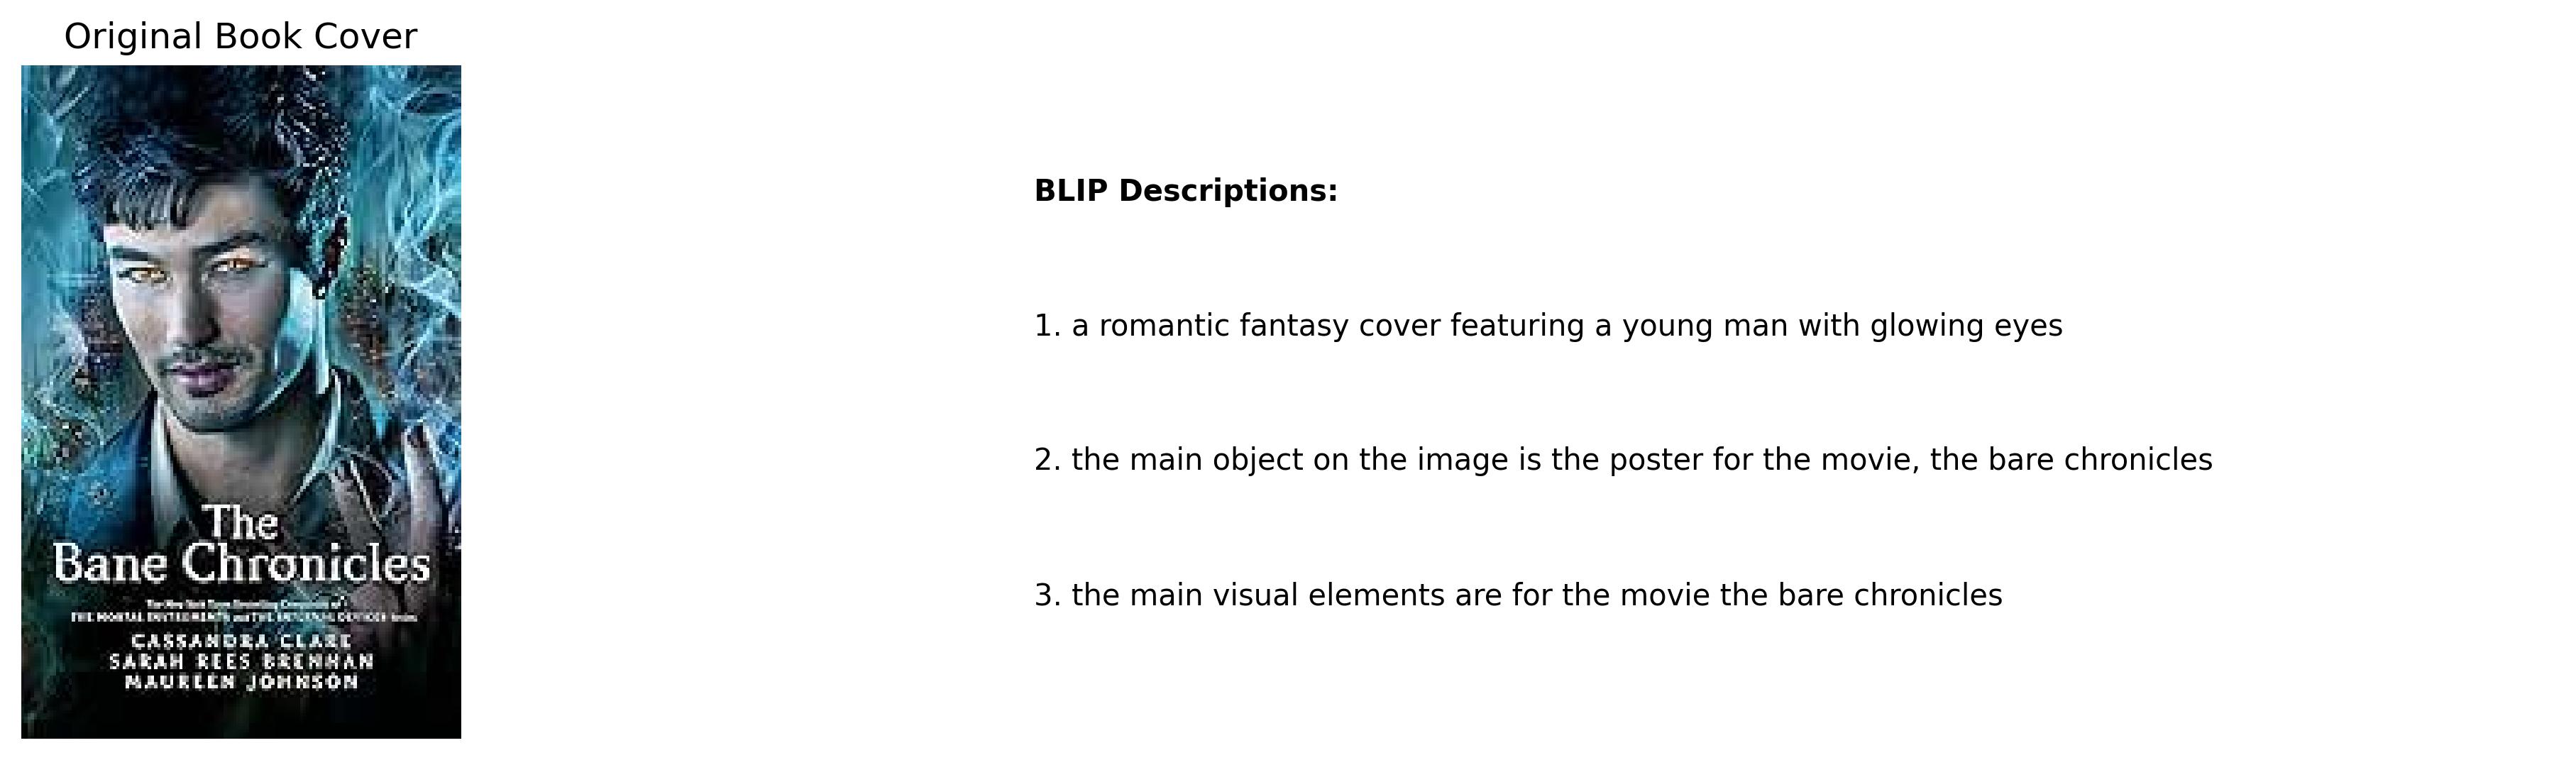 Original Book Cover
The
Bane Chronicles
THE MORTAL INSTRUMENTS and THE INFERNAL DEVICES Series
CASSANDRA CLARE
SARAH REES BRENNAN
MAUREEN JOHNSON
BLIP Descriptions:
1. a romantic fantasy cover featuring a young man with glowing eyes
2. the main object on the image is the poster for the movie, the bare chronicles
3. the main visual elements are for the movie the bare chronicles